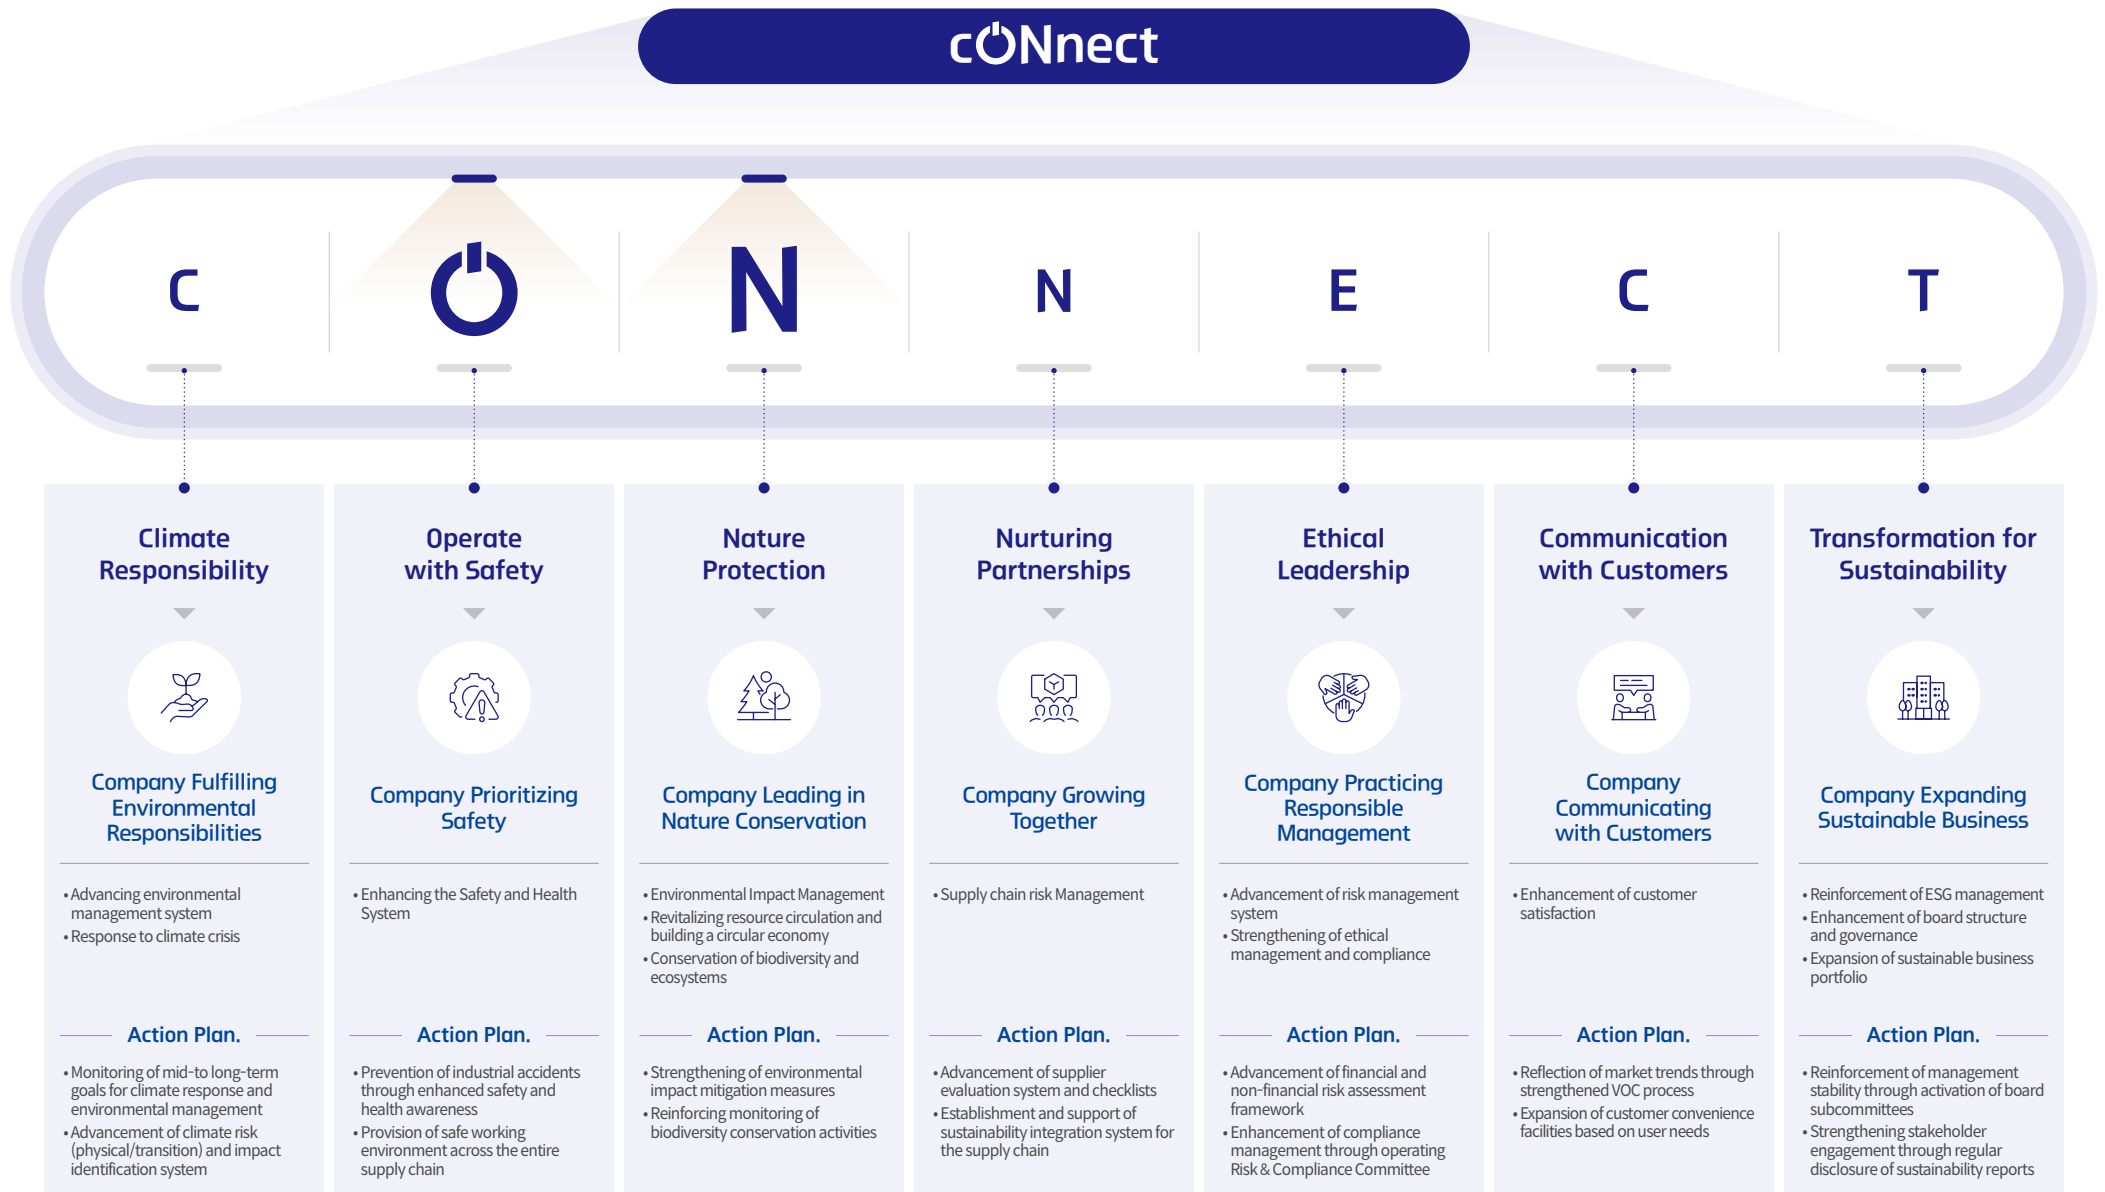 cONnect
C
O
N
N
E
C
T
Climate
Responsibility
Company Fulfilling
Environmental
Responsibilities
• Advancing environmental
management system
• Response to climate crisis
Action Plan.
• Monitoring of mid-to long-term
goals for climate response and
environmental management
• Advancement of climate risk
(physical/transition) and impact
identification system
Operate
with Safety
Company Prioritizing
Safety
• Enhancing the Safety and Health
System
Action Plan.
• Prevention of industrial accidents
through enhanced safety and
health awareness
• Provision of safe working
environment across the entire
supply chain
Nature
Protection
Company Leading in
Nature Conservation
• Environmental Impact Management
• Revitalizing resource circulation and
building a circular economy
• Conservation of biodiversity and
ecosystems
Action Plan.
• Strengthening of environmental
impact mitigation measures
• Reinforcing monitoring of
biodiversity conservation activities
Nurturing
Partnerships
Company Growing
Together
• Supply chain risk Management
Action Plan.
• Advancement of supplier
evaluation system and checklists
• Establishment and support of
sustainability integration system for
the supply chain
Ethical
Leadership
Company Practicing
Responsible
Management
• Advancement of risk management
system
• Strengthening of ethical
management and compliance
Action Plan.
• Advancement of financial and
non-financial risk assessment
framework
• Enhancement of compliance
management through operating
Risk & Compliance Committee
Communication
with Customers
Company
Communicating
with Customers
• Enhancement of customer
satisfaction
Action Plan.
• Reflection of market trends through
strengthened VOC process
• Expansion of customer convenience
facilities based on user needs
Transformation for
Sustainability
Company Expanding
Sustainable Business
• Reinforcement of ESG management
• Enhancement of board structure
and governance
• Expansion of sustainable business
portfolio
Action Plan.
• Reinforcement of management
stability through activation of board
subcommittees
• Strengthening stakeholder
engagement through regular
disclosure of sustainability reports